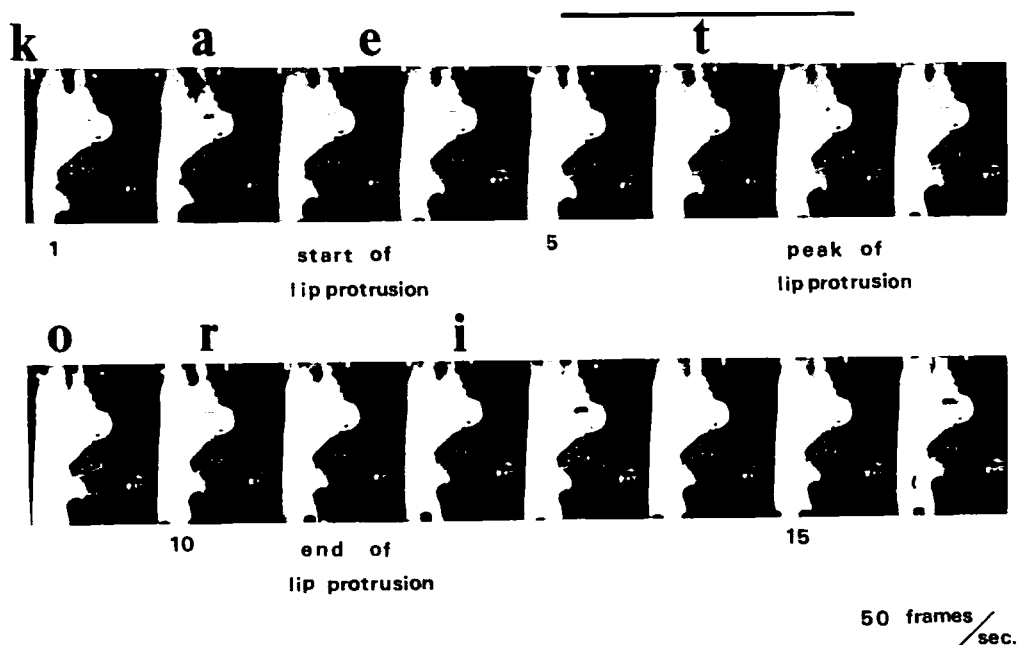 k a e t
1 start of 5 peak of
lip protrusion lip protrusion
o r i
10 end of 15
lip protrusion
50 frames/sec.